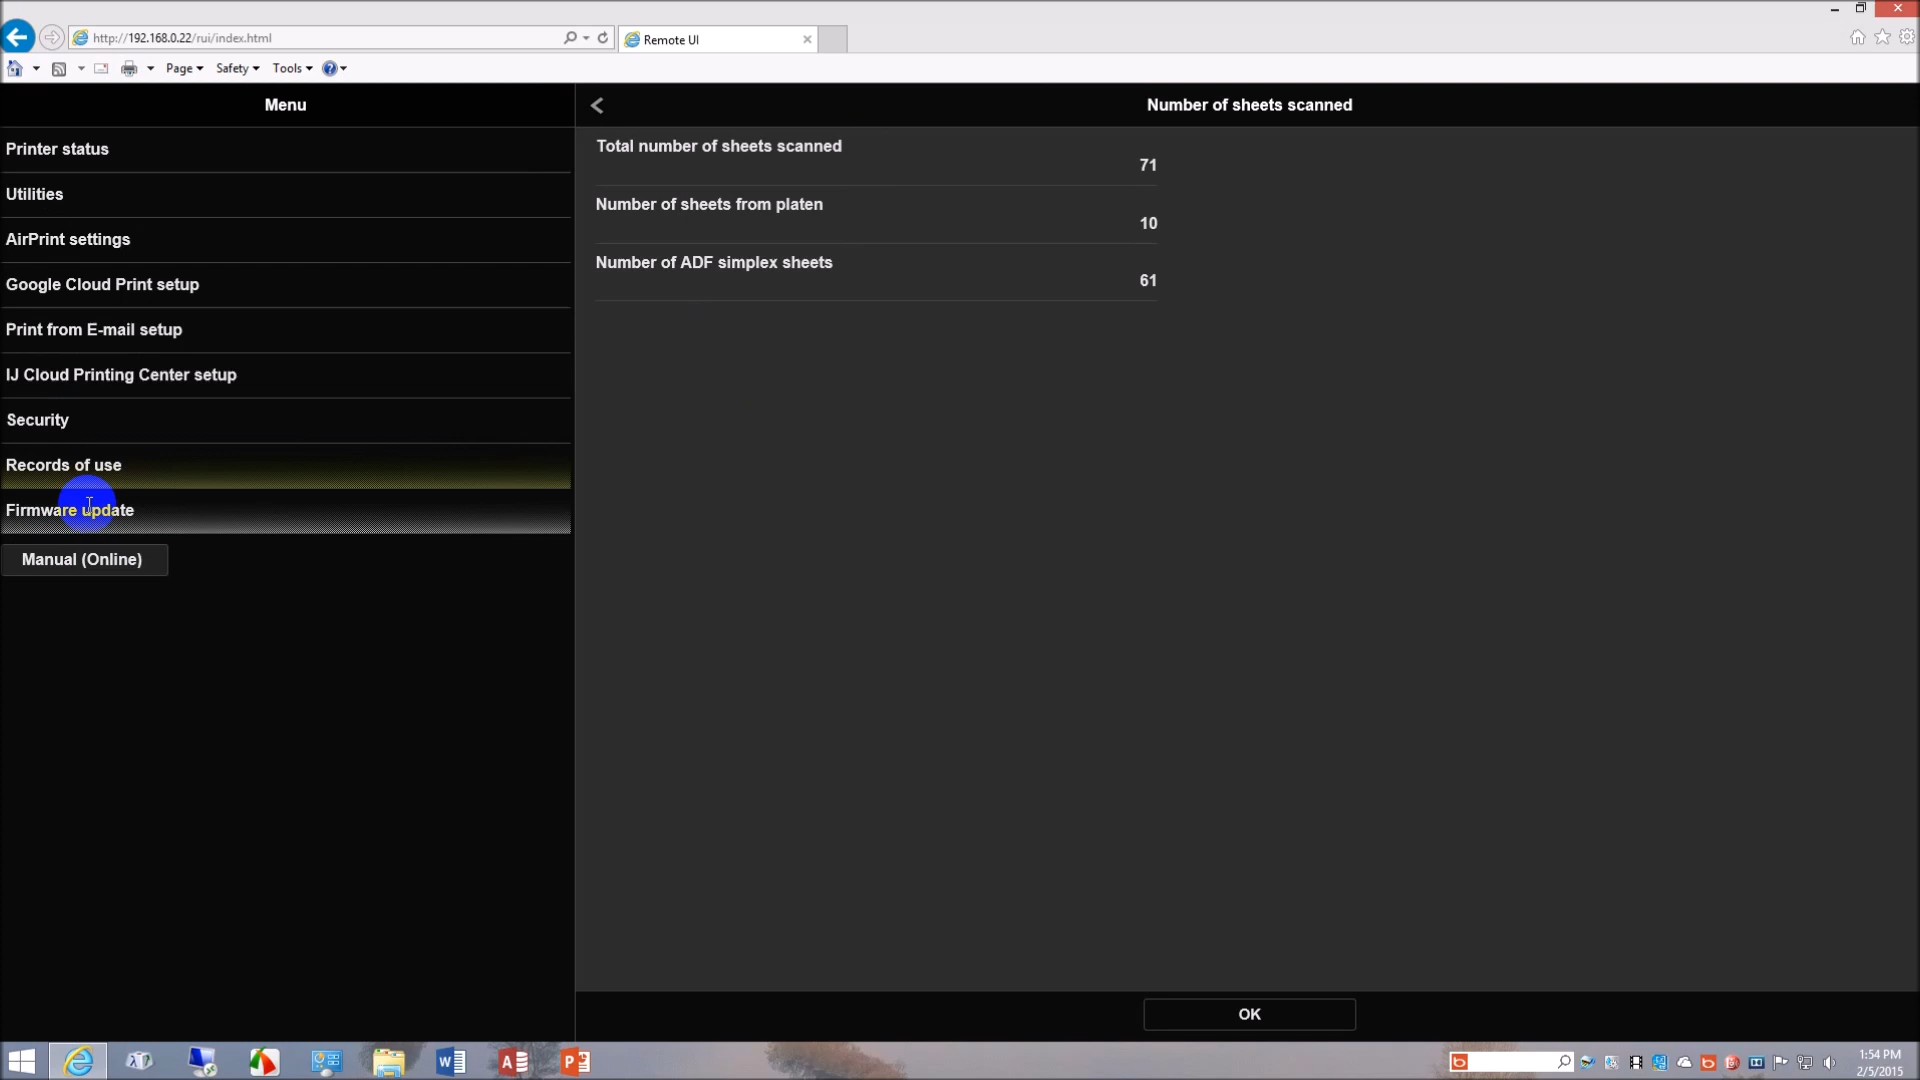 http://192.168.0.22/rui/index.html
Remote UI
Page
Safety
Tools
Menu
Number of sheets scanned
Printer status
Utilities
AirPrint settings
Google Cloud Print setup
Print from E-mail setup
IJ Cloud Printing Center setup
Security
Records of use
Firmware update
Manual (Online)
Total number of sheets scanned
71
Number of sheets from platen
10
Number of ADF simplex sheets
61
OK
1:54 PM
2/5/2015